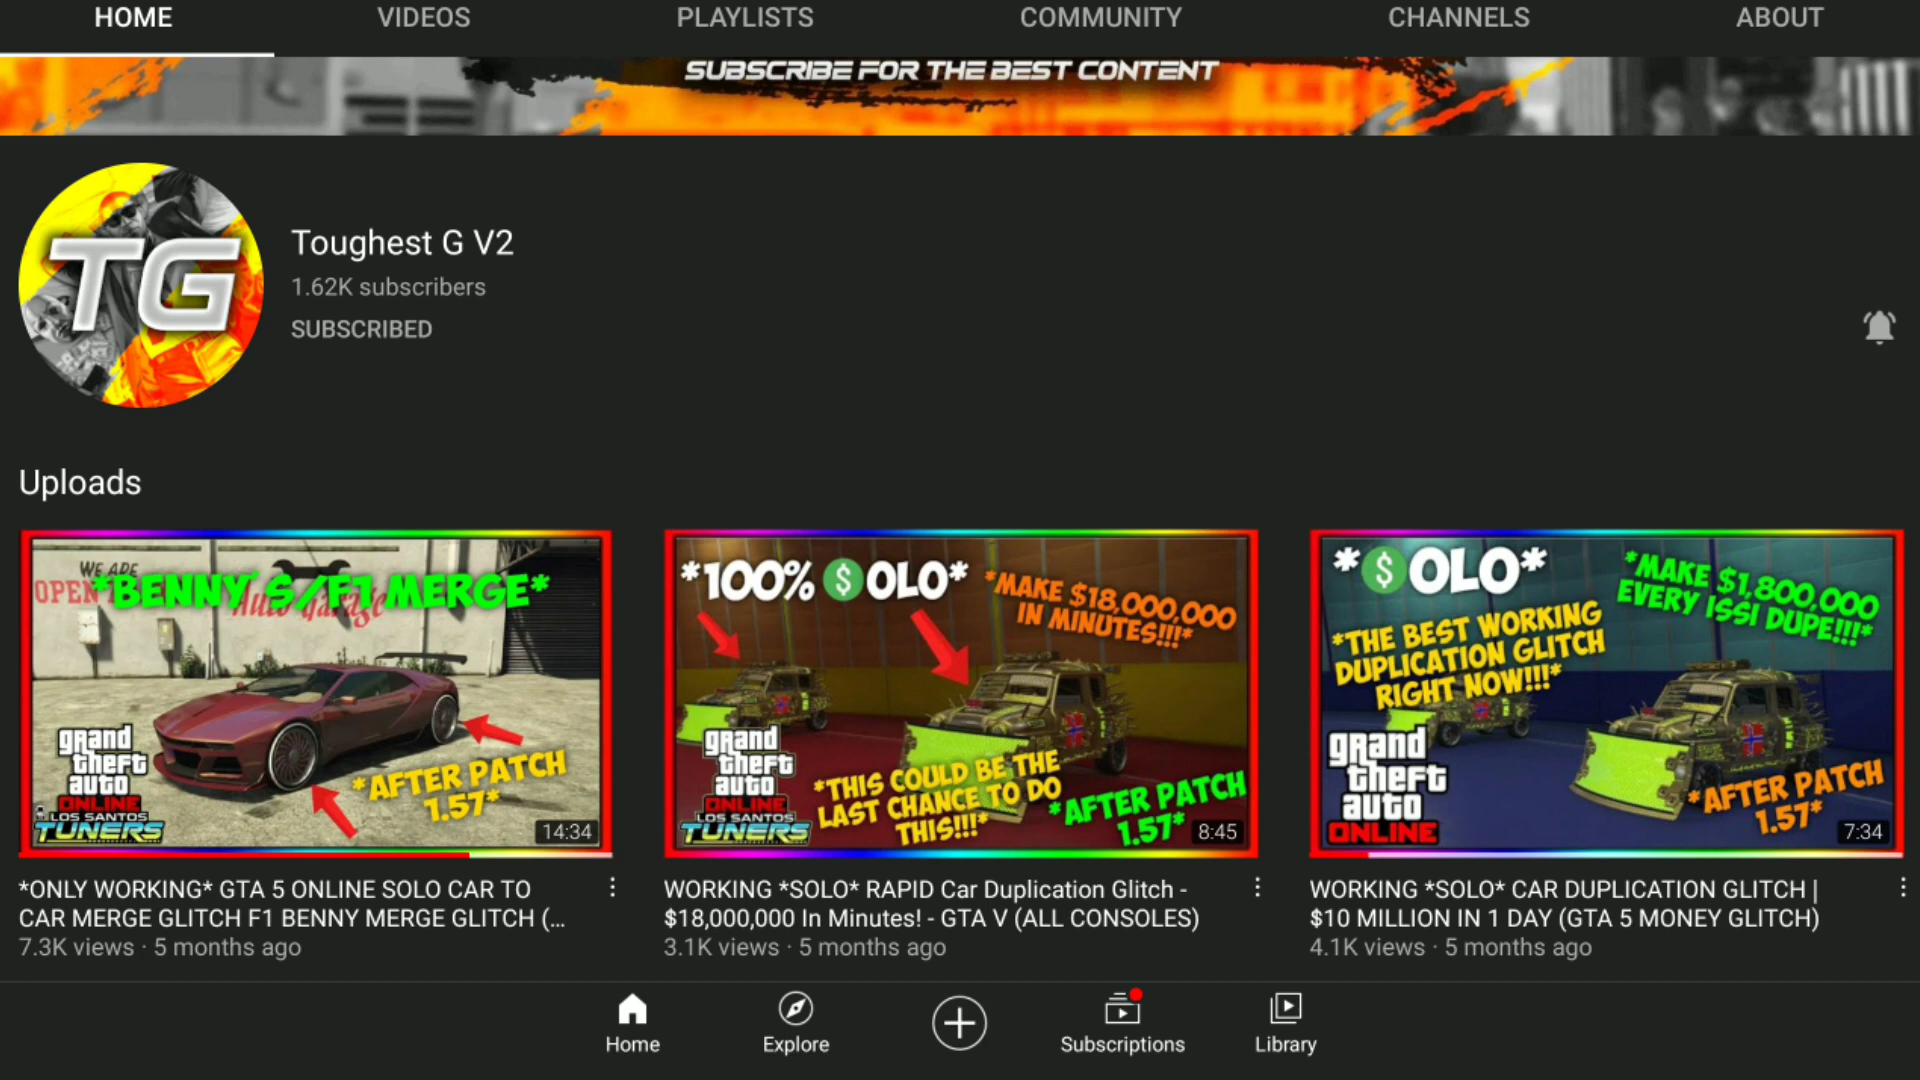 HOME VIDEOS PLAYLISTS COMMUNITY CHANNELS ABOUT
SUBSCRIBE FOR THE BEST CONTENT
TG
Toughest G V2
1.62K subscribers
SUBSCRIBED
Uploads
WE ARE
OPEN
Auto Garage
*BENNY'S/F1 MERGE*
grand
theft
auto
ONLINE
LOS SANTOS
TUNERS
*AFTER PATCH
1.57*
14:34
*100% $OLO*
*MAKE $18,000,000
IN MINUTES!!!*
grand
theft
auto
ONLINE
LOS SANTOS
TUNERS
*THIS COULD BE THE
LAST CHANCE TO DO
THIS!!!*
*AFTER PATCH
1.57*
8:45
*$OLO*
*MAKE $1,800,000
EVERY ISSI DUPE!!!*
*THE BEST WORKING
DUPLICATION GLITCH
RIGHT NOW!!!*
grand
theft
auto
ONLINE
*AFTER PATCH
1.57*
7:34
*ONLY WORKING* GTA 5 ONLINE SOLO CAR TO
CAR MERGE GLITCH F1 BENNY MERGE GLITCH (...
7.3K views · 5 months ago
WORKING *SOLO* RAPID Car Duplication Glitch -
$18,000,000 In Minutes! - GTA V (ALL CONSOLES)
3.1K views · 5 months ago
WORKING *SOLO* CAR DUPLICATION GLITCH |
$10 MILLION IN 1 DAY (GTA 5 MONEY GLITCH)
4.1K views · 5 months ago
Home Explore Subscriptions Library